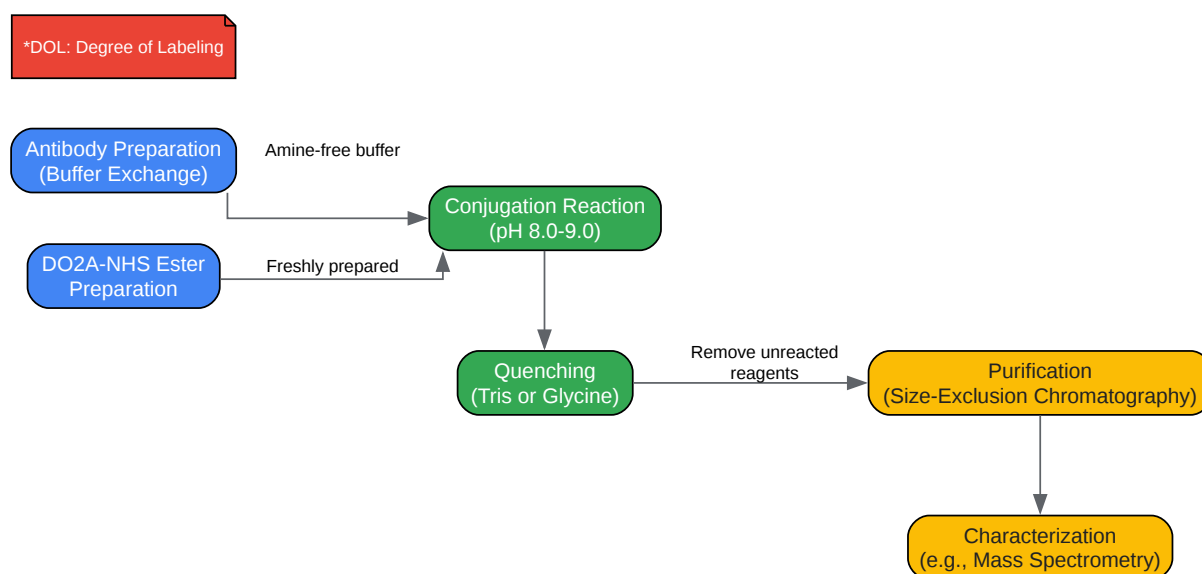 *DOL: Degree of Labeling
Antibody Preparation
(Buffer Exchange)
Amine-free buffer
Conjugation Reaction
(pH 8.0-9.0)
DO2A-NHS Ester
Preparation
Freshly prepared
Quenching
(Tris or Glycine)
Remove unreacted
reagents
Purification
(Size-Exclusion Chromatography)
Characterization
(e.g., Mass Spectrometry)